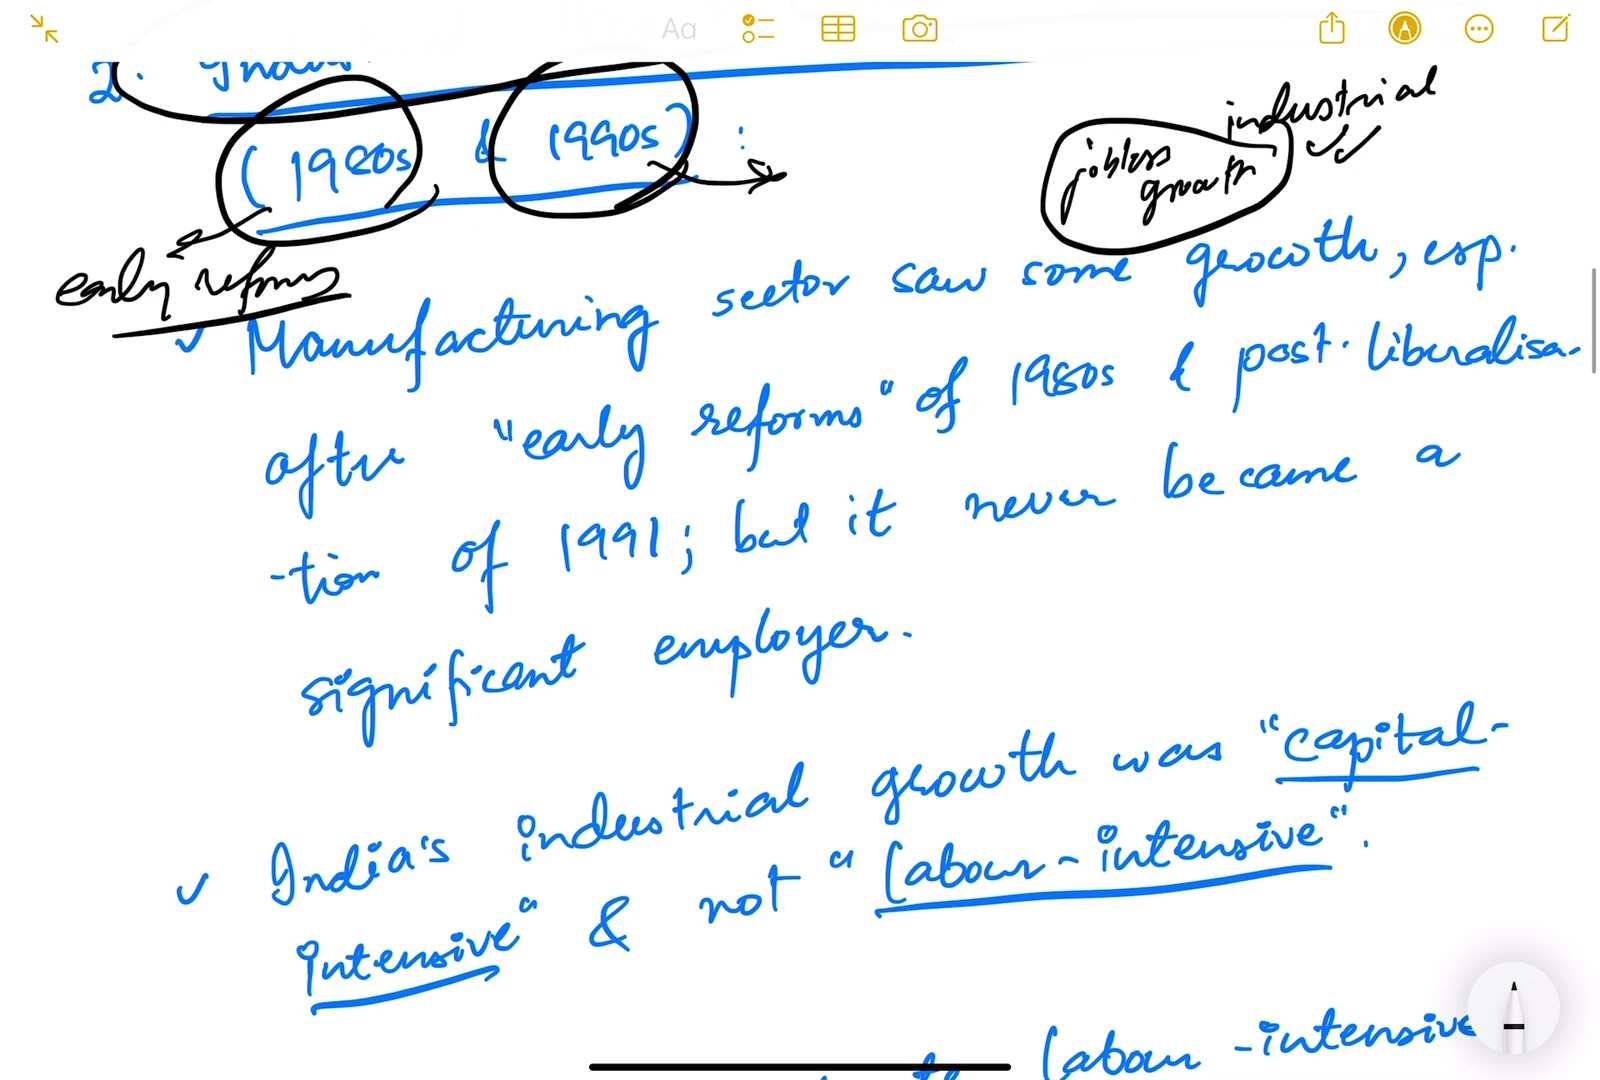 Aa
2.
(1980s & 1990s) :
industrial
jobless
growth
early reforms
Manufacturing sector saw some growth, esp.
after "early reforms" of 1980s & post-liberalisa-
-tion of 1991; but it never became a
significant employer.
India's industrial growth was "capital-
intensive" & not "labour-intensive".
labour-intensive